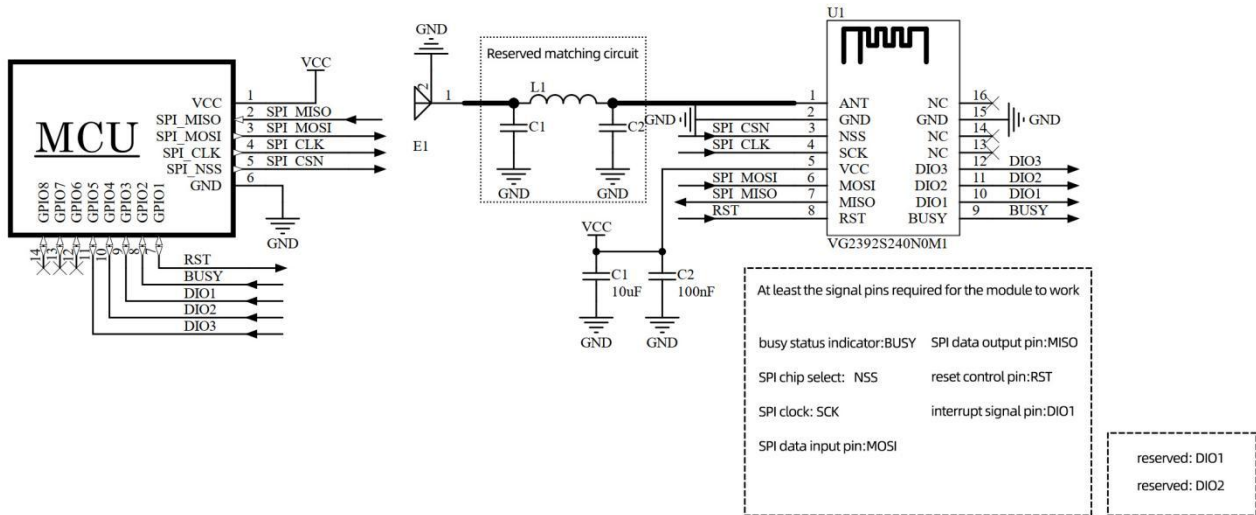 MCU
VCC
SPI_MISO
SPI_MOSI
SPI_CLK
SPI_NSS
GND
1
2
3
4
5
6
VCC
SPI_MISO
SPI_MOSI
SPI_CLK
SPI_CSN
GND
GPIO8
GPIO7
GPIO6
GPIO5
GPIO4
GPIO3
GPIO2
GPIO1
14
13
12
11
10
9
8
7
RST
BUSY
DIO1
DIO2
DIO3
GND
2
1
E1
Reserved matching circuit
L1
C1
C2
GND
GND
GND
SPI_CSN
SPI_CLK
SPI_MOSI
SPI_MISO
RST
VCC
C1
10uF
C2
100nF
GND
GND
U1
1 ANT NC 16
2 GND GND 15 GND
3 NSS NC 14
4 SCK NC 13
5 VCC DIO3 12 DIO3
6 MOSI DIO2 11 DIO2
7 MISO DIO1 10 DIO1
8 RST BUSY 9 BUSY
VG2392S240N0M1
At least the signal pins required for the module to work
busy status indicator:BUSY SPI data output pin:MISO
SPI chip select: NSS reset control pin:RST
SPI clock: SCK interrupt signal pin:DIO1
SPI data input pin:MOSI
reserved: DIO1
reserved: DIO2